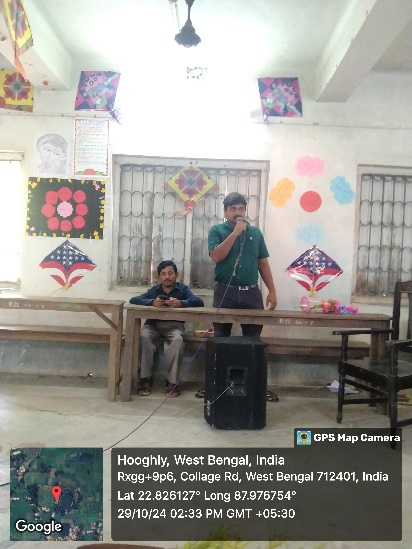 GPS Map Camera
Hooghly, West Bengal, India
Rxgg+9p6, Collage Rd, West Bengal 712401, India
Lat 22.826127° Long 87.976754°
29/10/24 02:33 PM GMT +05:30
Google